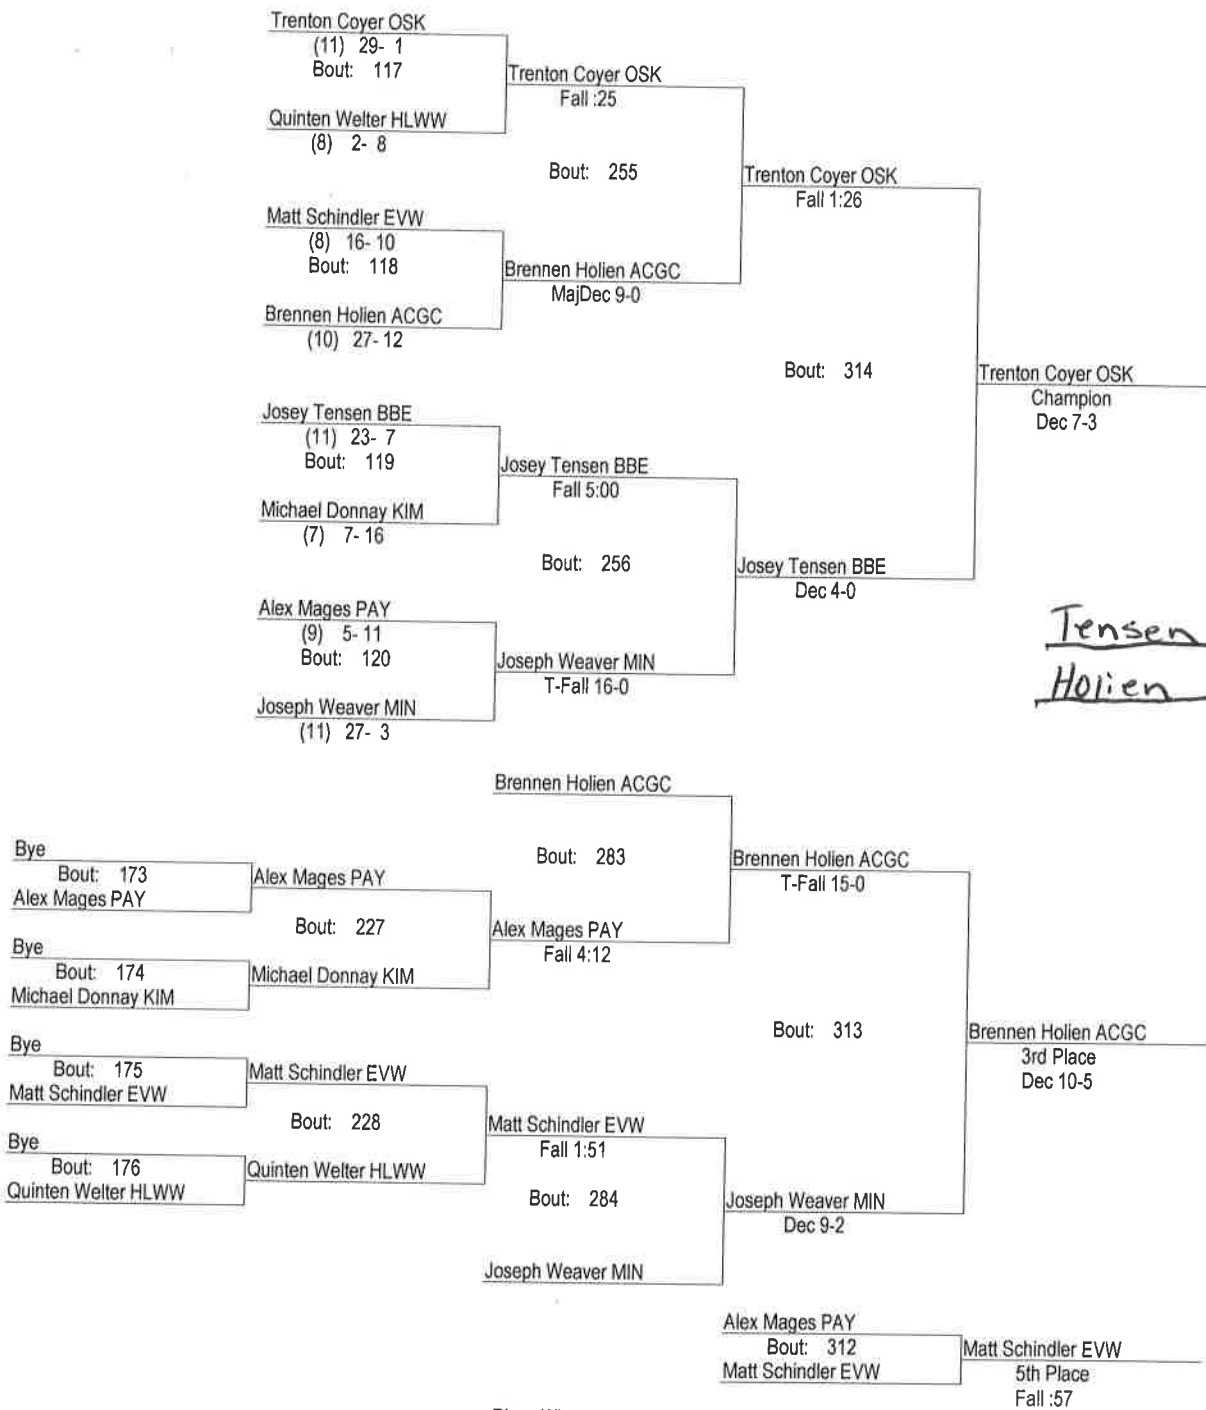 Trenton Coyer OSK
(11) 29- 1
Bout: 117
Trenton Coyer OSK
Fall :25
Quinten Welter HLWW
(8) 2- 8
Bout: 255
Trenton Coyer OSK
Fall 1:26
Matt Schindler EVW
(8) 16- 10
Bout: 118
Brennen Holien ACGC
MajDec 9-0
Brennen Holien ACGC
(10) 27- 12
Bout: 314
Trenton Coyer OSK
Champion
Dec 7-3
Josey Tensen BBE
(11) 23- 7
Bout: 119
Josey Tensen BBE
Fall 5:00
Michael Donnay KIM
(7) 7- 16
Bout: 256
Josey Tensen BBE
Dec 4-0
Alex Mages PAY
(9) 5- 11
Bout: 120
Joseph Weaver MIN
T-Fall 16-0
Joseph Weaver MIN
(11) 27- 3
Tensen
Holien
Brennen Holien ACGC
Bout: 283
Brennen Holien ACGC
T-Fall 15-0
Bye
Bout: 173
Alex Mages PAY
Alex Mages PAY
Bout: 227
Alex Mages PAY
Fall 4:12
Bye
Bout: 174
Michael Donnay KIM
Michael Donnay KIM
Bout: 313
Brennen Holien ACGC
3rd Place
Dec 10-5
Bye
Bout: 175
Matt Schindler EVW
Matt Schindler EVW
Bout: 228
Matt Schindler EVW
Fall 1:51
Bye
Bout: 176
Quinten Welter HLWW
Quinten Welter HLWW
Bout: 284
Joseph Weaver MIN
Dec 9-2
Joseph Weaver MIN
Alex Mages PAY
Bout: 312
Matt Schindler EVW
Matt Schindler EVW
5th Place
Fall :57